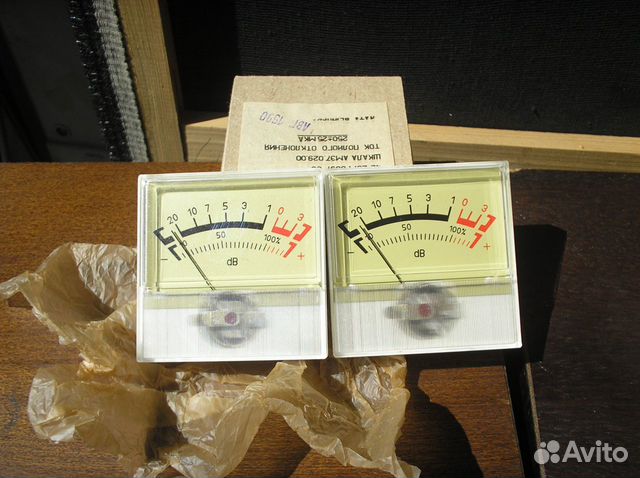 ШКАЛА АМ37 029.00
ТОК ПОЛНОГО ОТКЛОНЕНИЯ
250±25 МКА
АВГ 1990
20 10 7 5 3 1 0 3
50 100%
- dB +
20 10 7 5 3 1 0 3
50 100%
- dB +
Avito